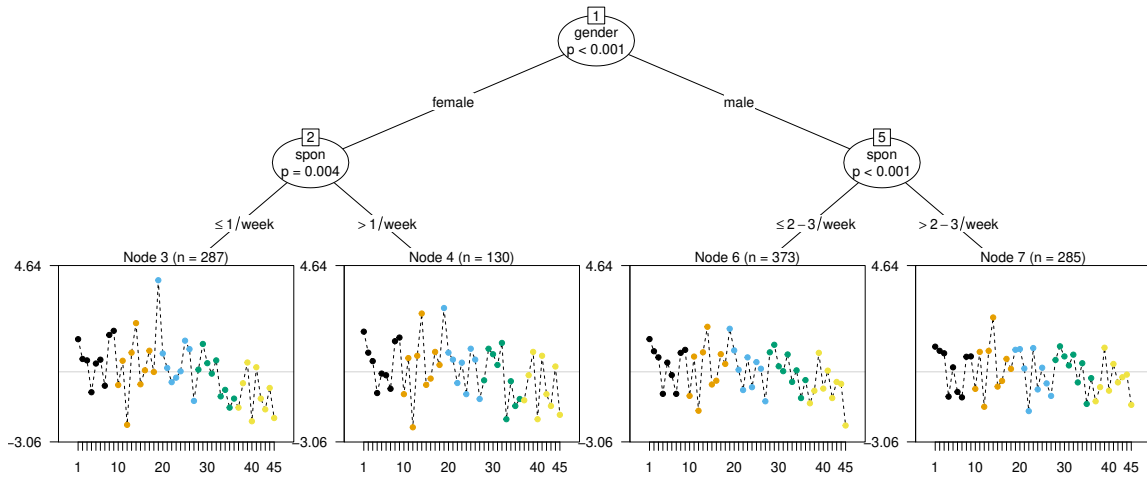 1
gender
p < 0.001
female
male
2
spon
p = 0.004
5
spon
p < 0.001
≤ 1/week
> 1/week
≤ 2 − 3/week
> 2 − 3/week
Node 3 (n = 287)
Node 4 (n = 130)
Node 6 (n = 373)
Node 7 (n = 285)
4.64
4.64
4.64
4.64
−3.06
−3.06
−3.06
−3.06
1 10 20 30 40 45
1 10 20 30 40 45
1 10 20 30 40 45
1 10 20 30 40 45